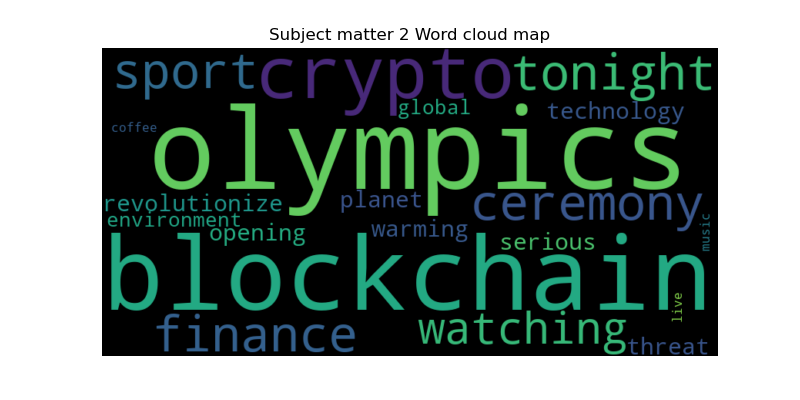 Subject matter 2 Word cloud map
sport crypto tonight
global technology
coffee olympics
revolutionize planet ceremony
environment opening warming serious music
blockchain live
finance watching threat